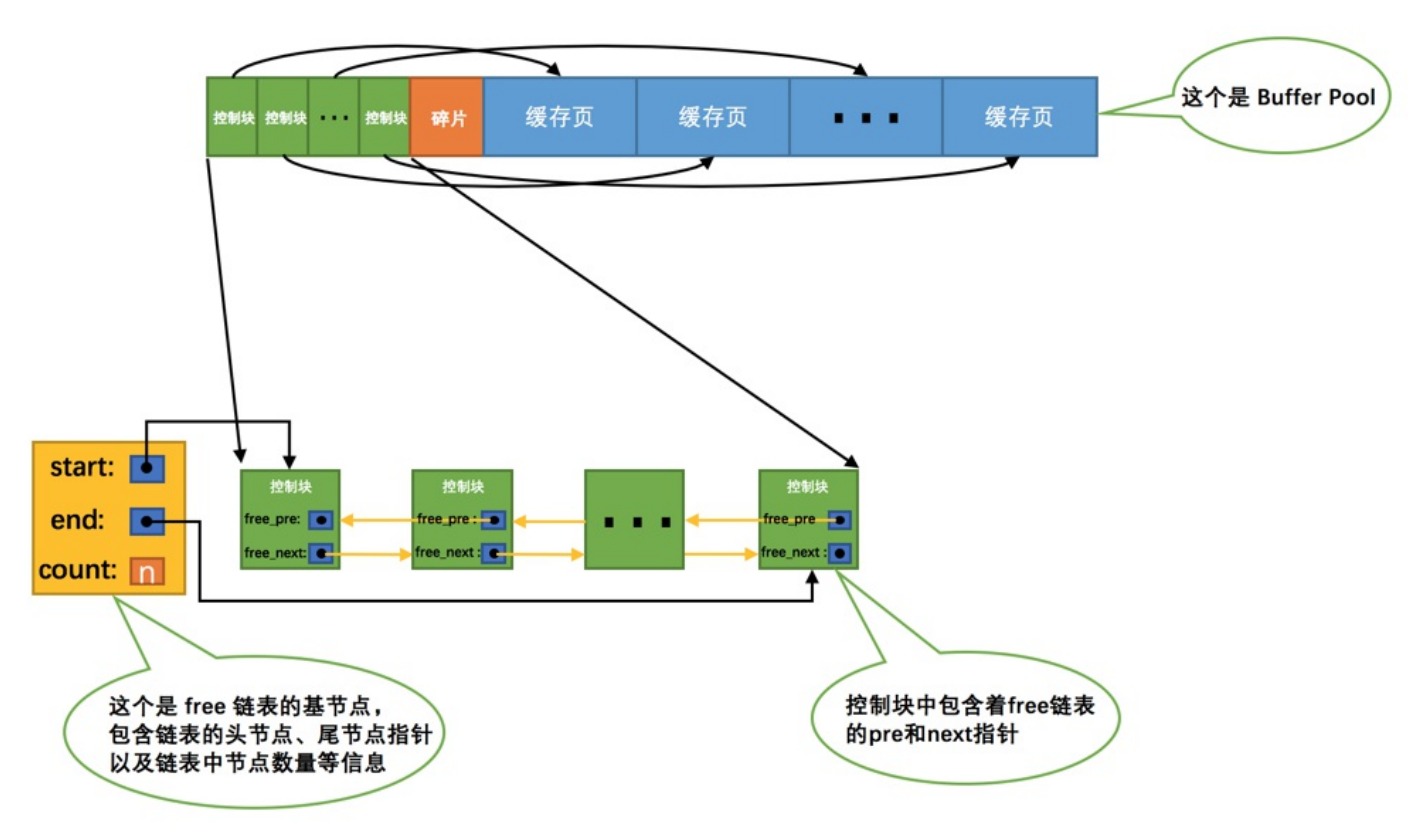 控制块 控制块 ··· 控制块 碎片 缓存页 缓存页 ··· 缓存页
这个是 Buffer Pool
start:
end:
count: n
控制块
free_pre:
free_next:
控制块
free_pre :
free_next :
···
控制块
free_pre
free_next :
这个是 free 链表的基节点，
包含链表的头节点、尾节点指针
以及链表中节点数量等信息
控制块中包含着free链表
的pre和next指针